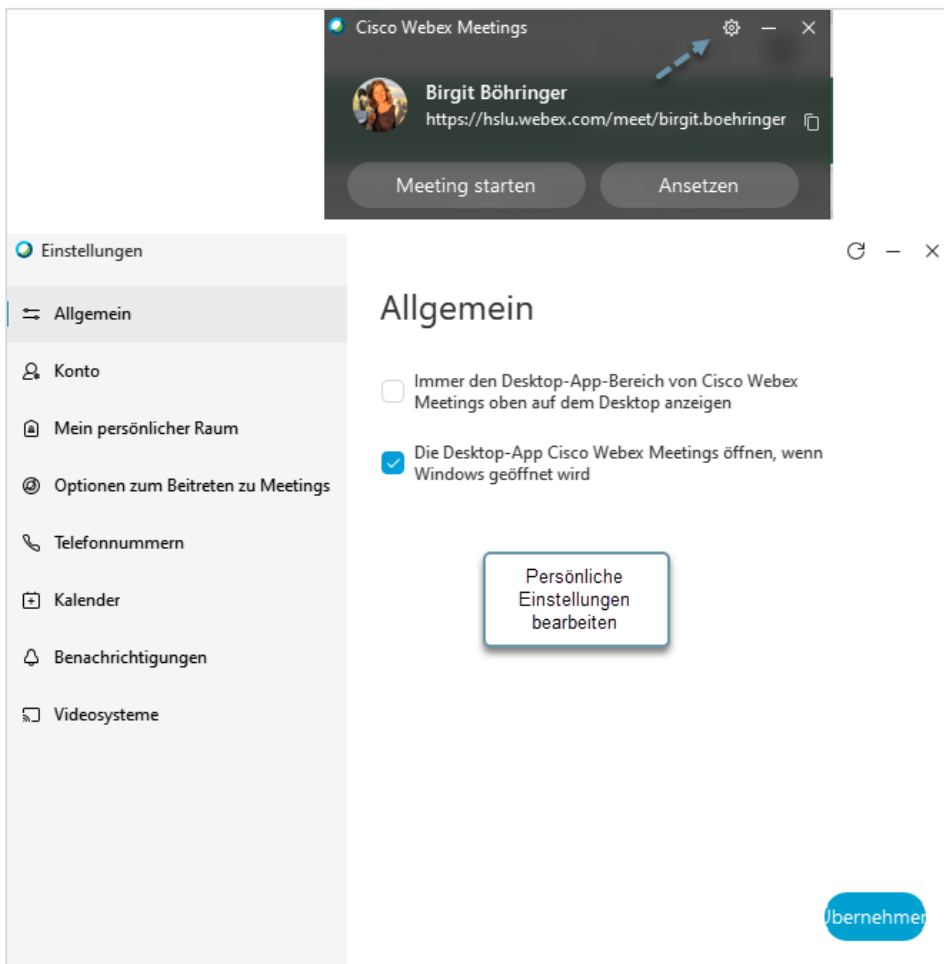 Cisco Webex Meetings
Birgit Böhringer
https://hslu.webex.com/meet/birgit.boehringer
Meeting starten
Ansetzen
Einstellungen
Allgemein
Konto
Mein persönlicher Raum
Optionen zum Beitreten zu Meetings
Telefonnummern
Kalender
Benachrichtigungen
Videosysteme
Allgemein
Immer den Desktop-App-Bereich von Cisco Webex
Meetings oben auf dem Desktop anzeigen
Die Desktop-App Cisco Webex Meetings öffnen, wenn
Windows geöffnet wird
Persönliche
Einstellungen
bearbeiten
Übernehmen